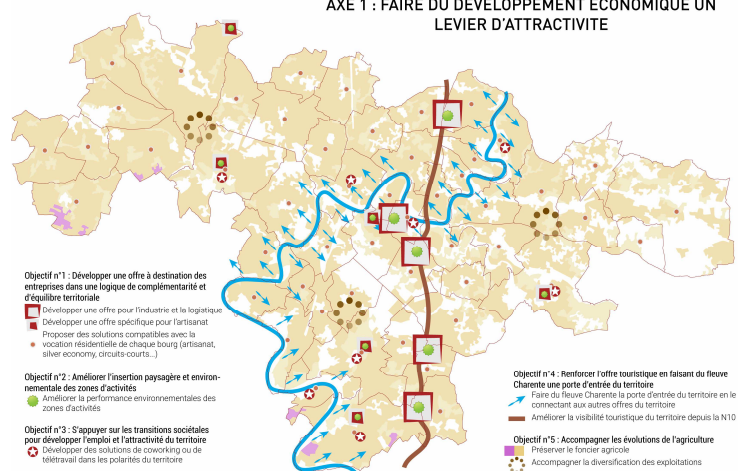 AXE 1 : FAIRE DU DEVELOPPEMENT ECONOMIQUE UN
LEVIER D'ATTRACTIVITE
Objectif n°1 : Développer une offre à destination des
entreprises dans une logique de complémentarité et
d'équilibre territoriale
Développer une offre pour l'industrie et la logistique
Développer une offre spécifique pour l'artisanat
Proposer des solutions compatibles avec la
vocation résidentielle de chaque bourg (artisanat,
silver economy, circuits-courts...)
Objectif n°2 : Améliorer l'insertion paysagère et environ-
nementale des zones d'activités
Améliorer la performance environnementales des
zones d'activités
Objectif n°3 : S'appuyer sur les transitions sociétales
pour développer l'emploi et l'attractivité du territoire
Développer des solutions de coworking ou de
télétravail dans les polarités du territoire
Objectif n°4 : Renforcer l'offre touristique en faisant du fleuve
Charente une porte d'entrée du territoire
Faire du fleuve Charente la porte d'entrée du territoire en le
connectant aux autres offres du territoire
Améliorer la visibilité touristique du territoire depuis la N10
Objectif n°5 : Accompagner les évolutions de l'agriculture
Préserver le foncier agricole
Accompagner la diversification des exploitations